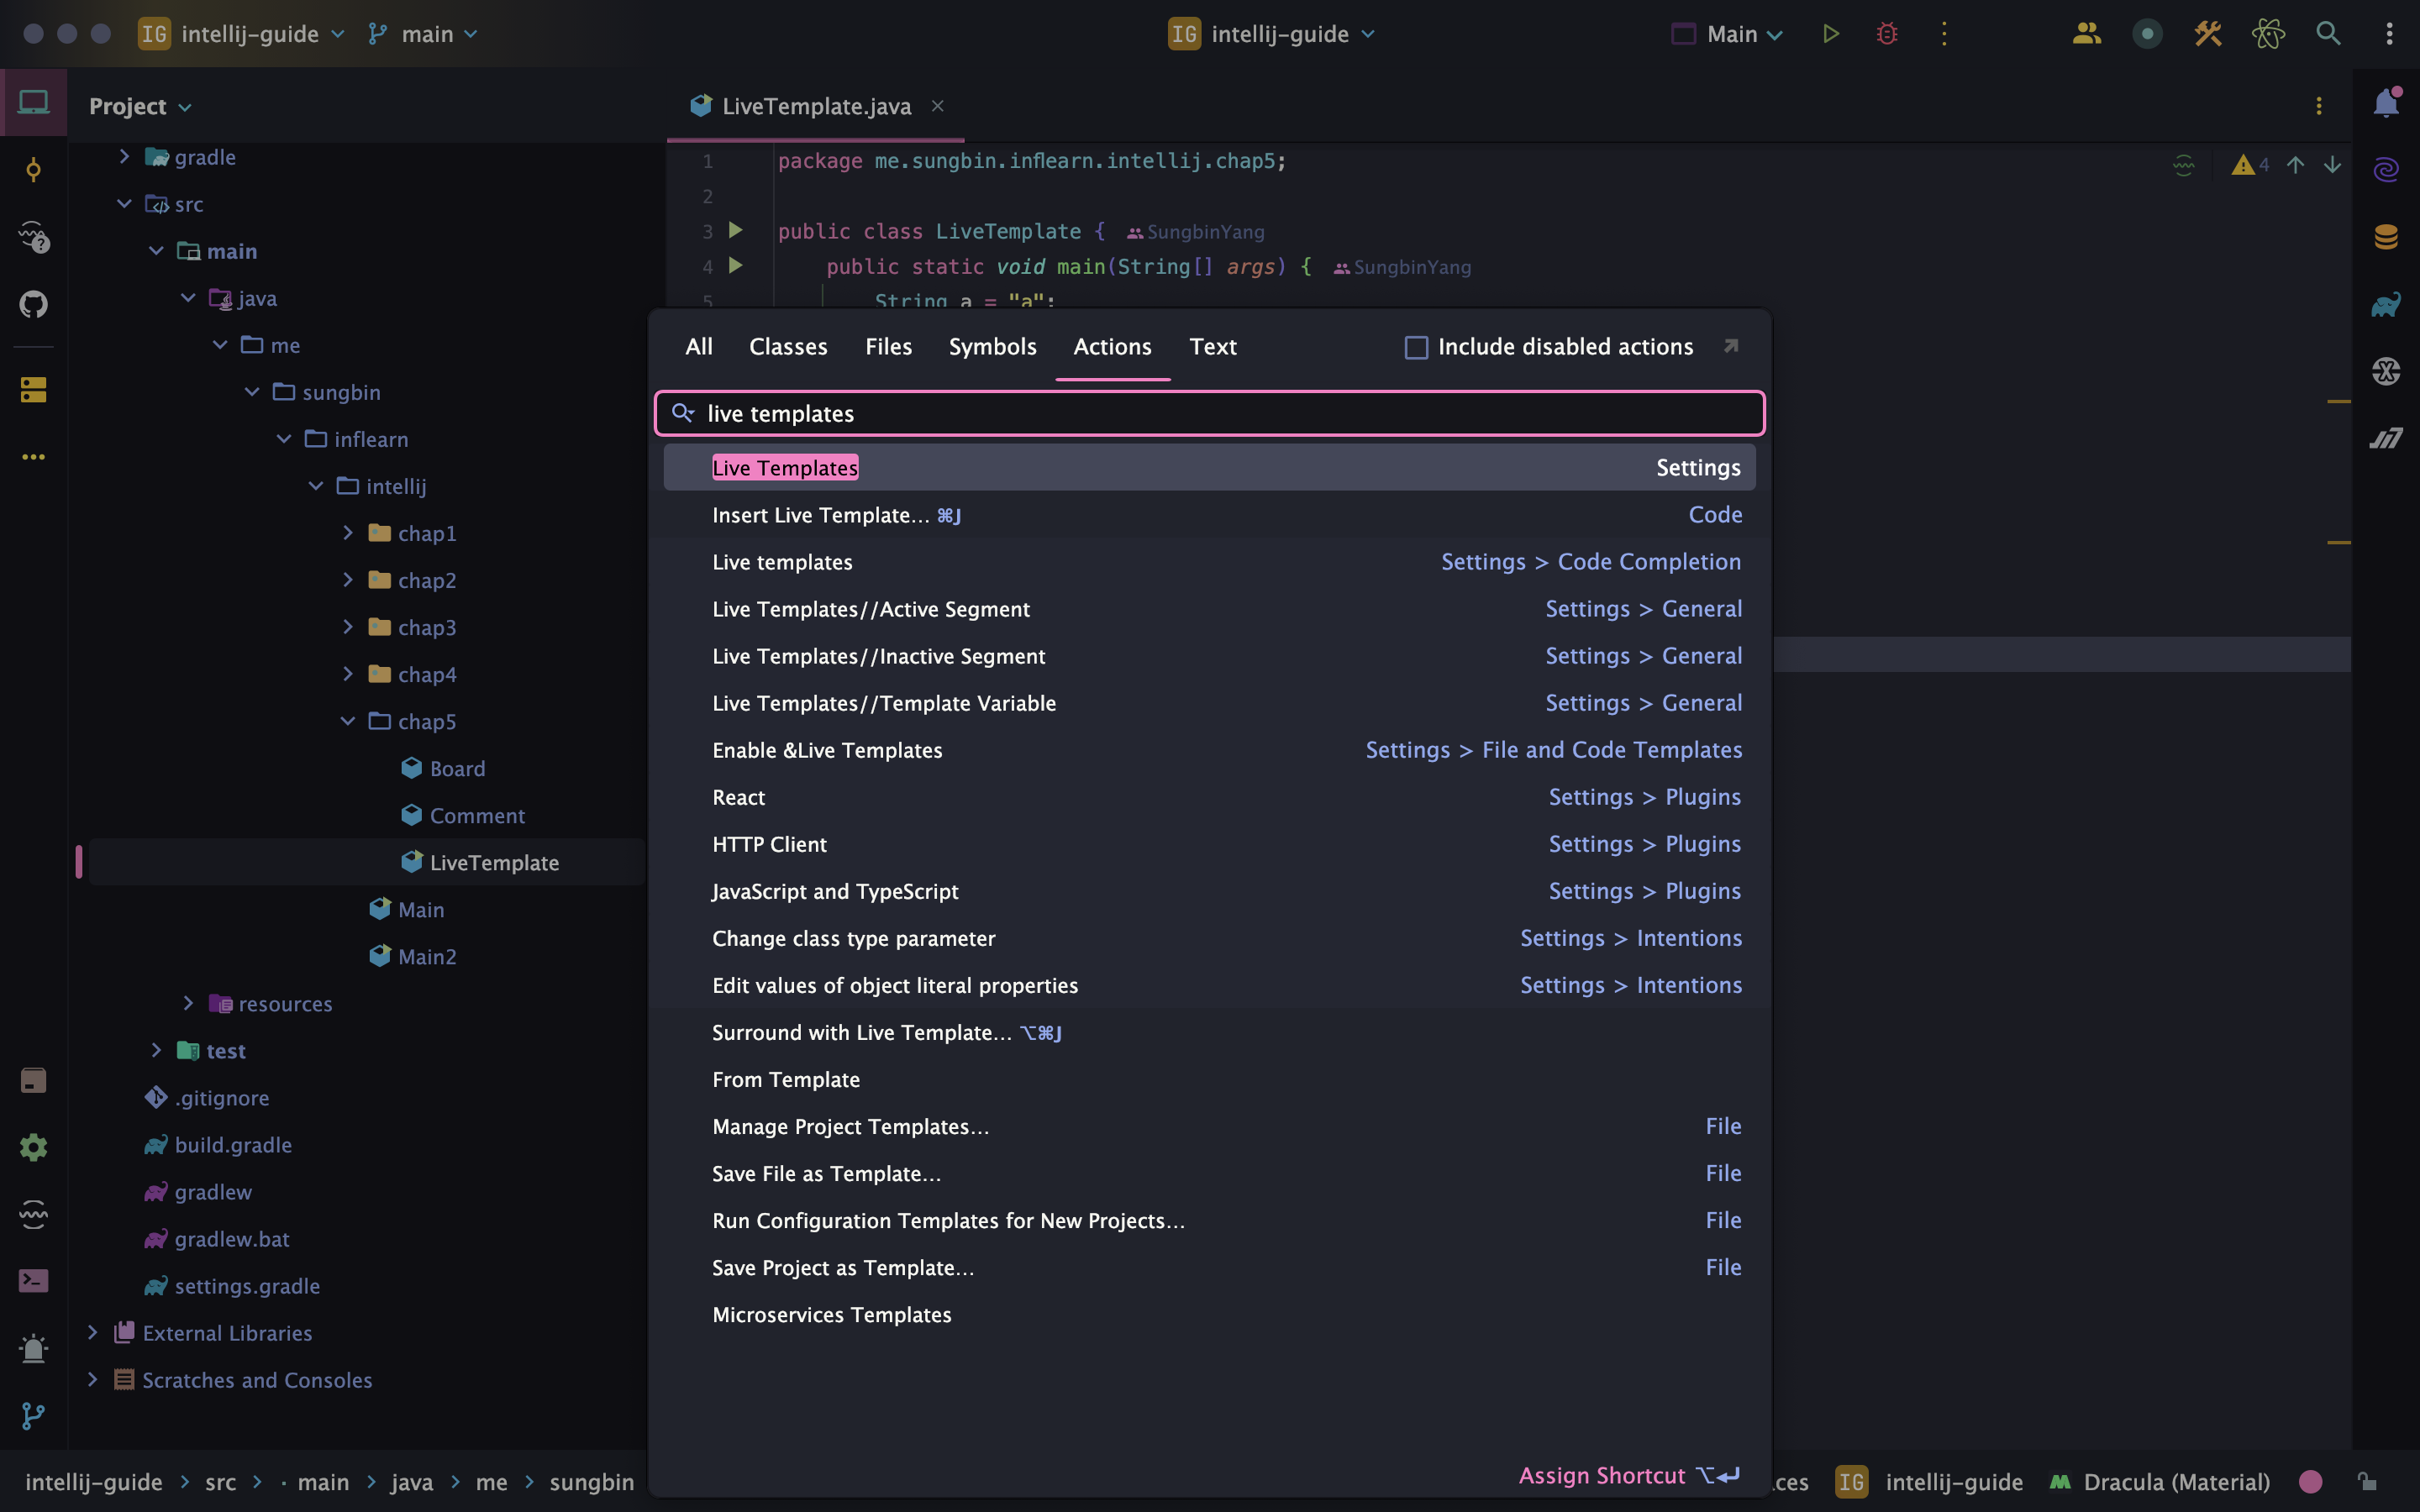 IG intellij-guide main
IG intellij-guide
Main
Project
gradle
src
main
java
me
sungbin
inflearn
intellij
chap1
chap2
chap3
chap4
chap5
Board
Comment
LiveTemplate
Main
Main2
resources
test
.gitignore
build.gradle
gradlew
gradlew.bat
settings.gradle
External Libraries
Scratches and Consoles
LiveTemplate.java
1 package me.sungbin.inflearn.intellij.chap5;
2
3 public class LiveTemplate { SungbinYang
4 public static void main(String[] args) { SungbinYang
5 String a = "a";
4
All Classes Files Symbols Actions Text Include disabled actions
live templates
Live Templates Settings
Insert Live Template... ⌘J Code
Live templates Settings > Code Completion
Live Templates//Active Segment Settings > General
Live Templates//Inactive Segment Settings > General
Live Templates//Template Variable Settings > General
Enable &Live Templates Settings > File and Code Templates
React Settings > Plugins
HTTP Client Settings > Plugins
JavaScript and TypeScript Settings > Plugins
Change class type parameter Settings > Intentions
Edit values of object literal properties Settings > Intentions
Surround with Live Template... ⌥⌘J
From Template
Manage Project Templates... File
Save File as Template... File
Run Configuration Templates for New Projects... File
Save Project as Template... File
Microservices Templates
Assign Shortcut ⌥↵
intellij-guide > src > main > java > me > sungbin
IG intellij-guide Dracula (Material)